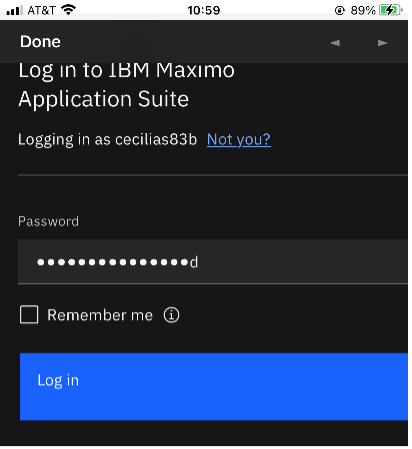 AT&T 10:59 89%
Done
Log in to IBM Maximo
Application Suite
Logging in as cecilias83b Not you?
Password
●●●●●●●●●●●●●●●d
Remember me
Log in